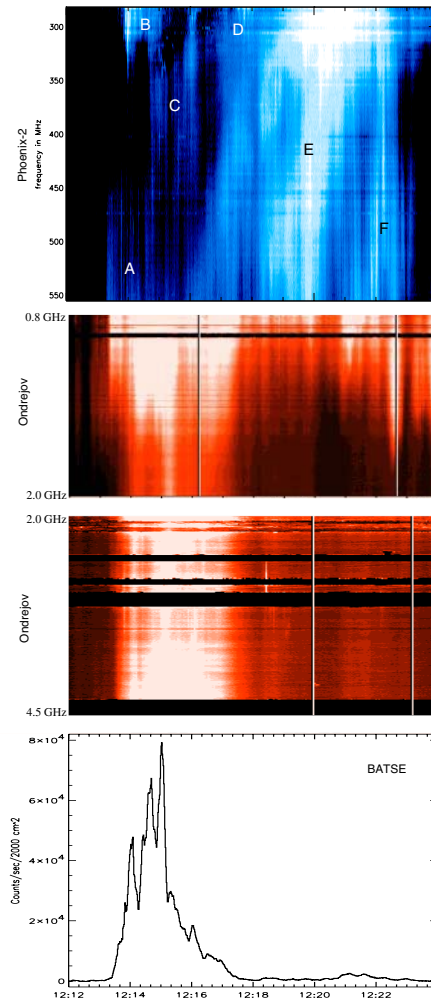 Phoenix-2
frequency in MHz
300
350
400
450
500
550
A
B
C
D
E
F
Ondrejov
0.8 GHz
2.0 GHz
Ondrejov
2.0 GHz
4.5 GHz
BATSE
Counts/sec/2000 cm2
8×10⁴
6×10⁴
4×10⁴
2×10⁴
0
12:12 12:14 12:16 12:18 12:20 12:22